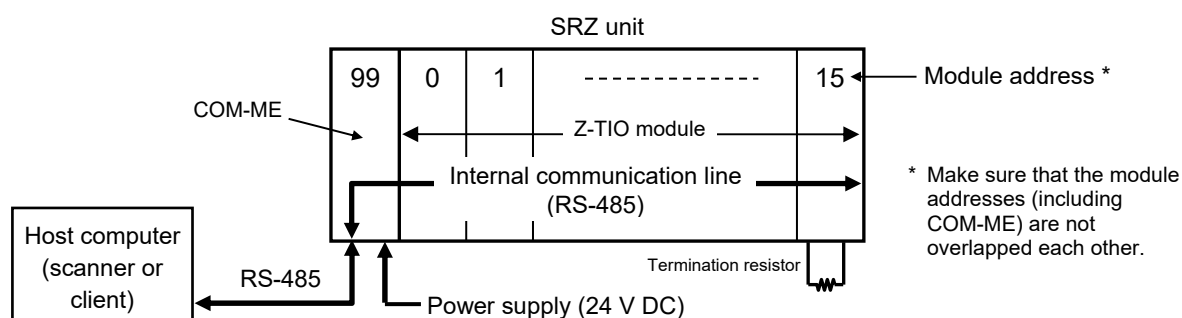 SRZ unit
99 0 1 15 Module address *
COM-ME
Z-TIO module
Internal communication line
(RS-485)
* Make sure that the module
addresses (including
COM-ME) are not
overlapped each other.
Host computer
(scanner or
client)
RS-485
Termination resistor
Power supply (24 V DC)